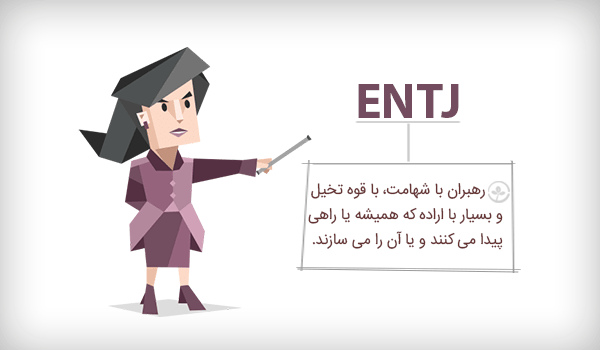 ENTJ
رهبران با شهامت، با قوه تخیل
و بسیار با اراده که همیشه یا راهی
پیدا می کنند و یا آن را می سازند.